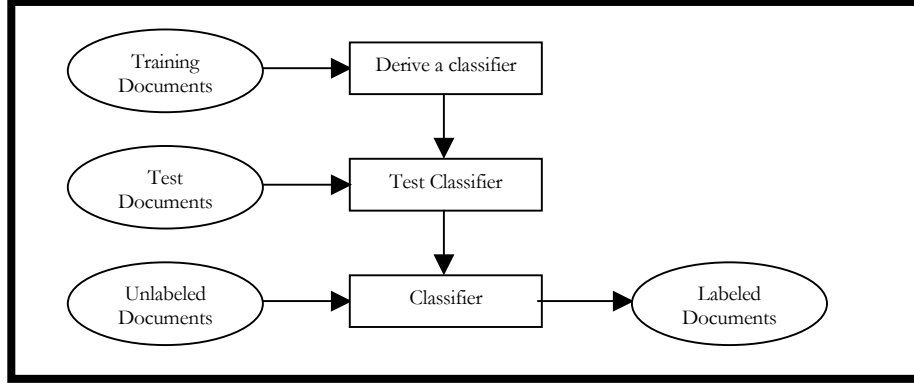 Training
Documents
Derive a classifier
Test
Documents
Test Classifier
Unlabeled
Documents
Classifier
Labeled
Documents